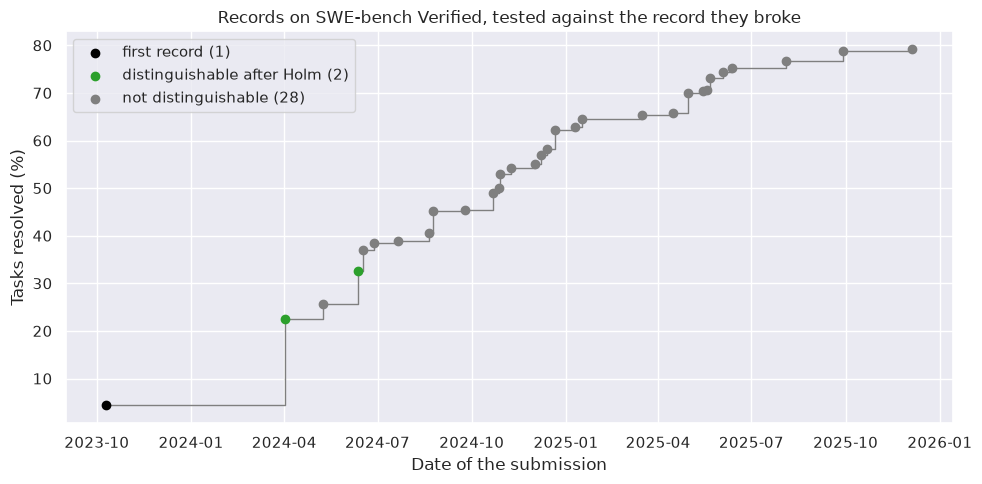 Records on SWE-bench Verified, tested against the record they broke
first record (1)
distinguishable after Holm (2)
not distinguishable (28)
Tasks resolved (%)
80
70
60
50
40
30
20
10
2023-10 2024-01 2024-04 2024-07 2024-10 2025-01 2025-04 2025-07 2025-10 2026-01
Date of the submission